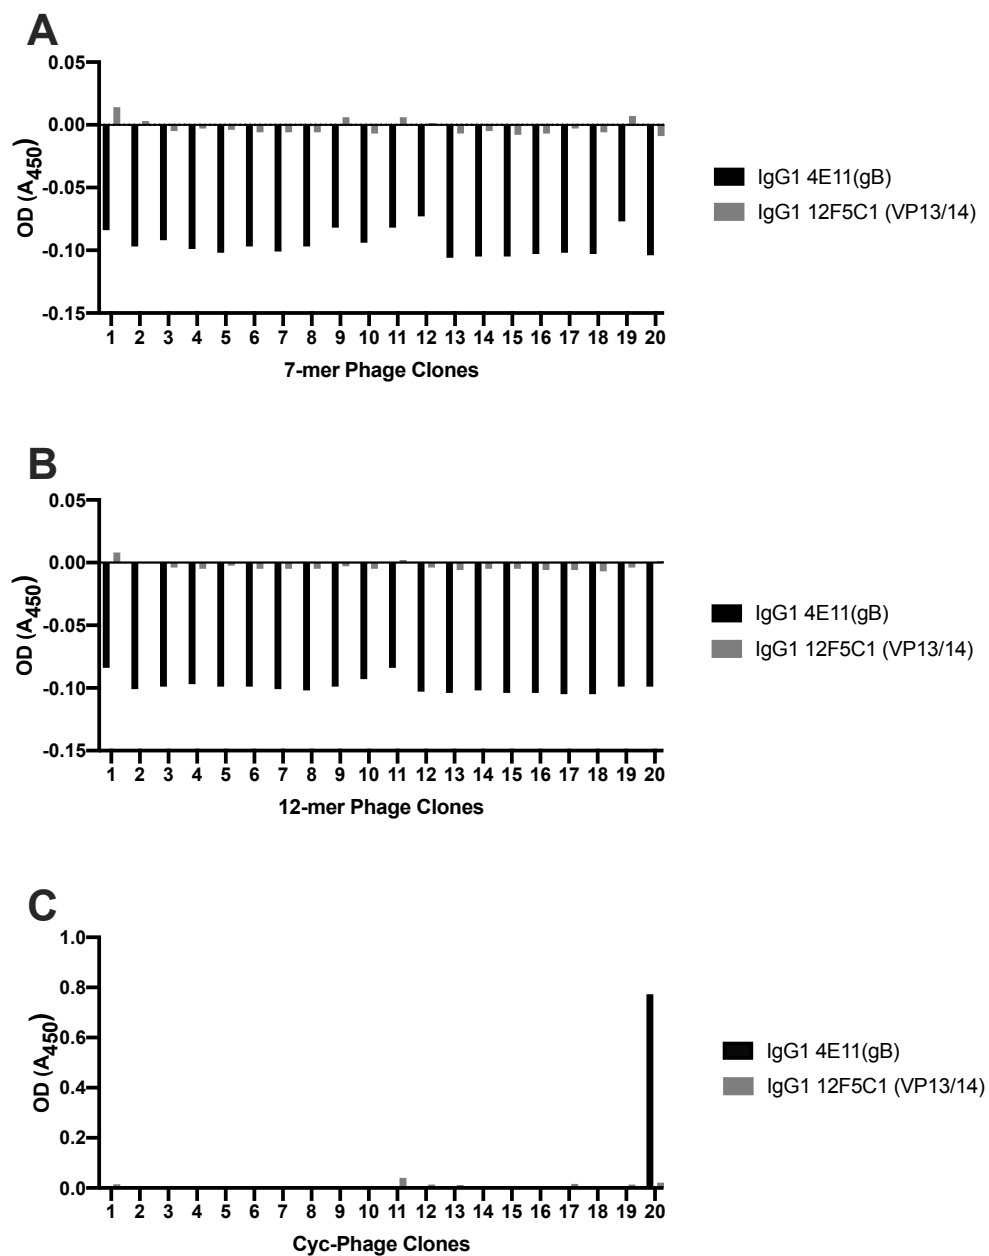 A
0.05
0.00
-0.05
-0.10
-0.15
OD (A450)
1 2 3 4 5 6 7 8 9 10 11 12 13 14 15 16 17 18 19 20
7-mer Phage Clones
IgG1 4E11(gB)
IgG1 12F5C1 (VP13/14)
B
0.05
0.00
-0.05
-0.10
-0.15
OD (A450)
1 2 3 4 5 6 7 8 9 10 11 12 13 14 15 16 17 18 19 20
12-mer Phage Clones
IgG1 4E11(gB)
IgG1 12F5C1 (VP13/14)
C
1.0
0.8
0.6
0.4
0.2
0.0
OD (A450)
1 2 3 4 5 6 7 8 9 10 11 12 13 14 15 16 17 18 19 20
Cyc-Phage Clones
IgG1 4E11(gB)
IgG1 12F5C1 (VP13/14)